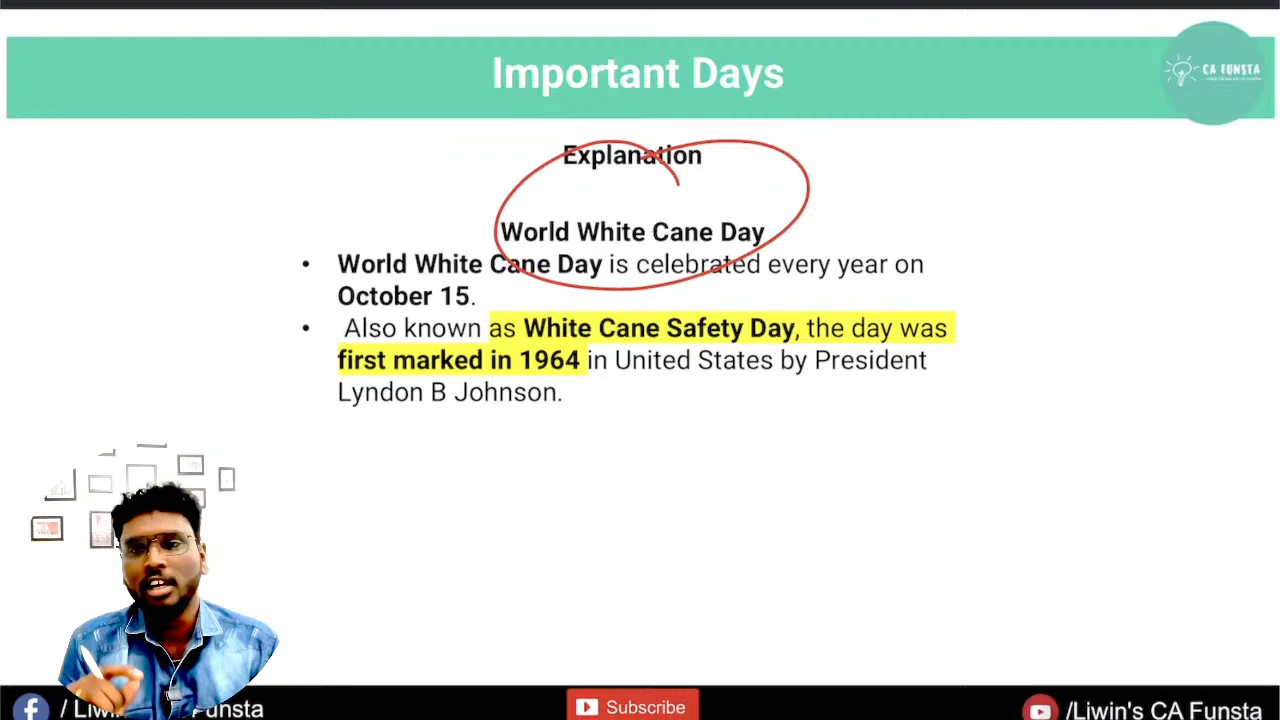 Important Days
CA FUNSTA
Explanation
World White Cane Day
• World White Cane Day is celebrated every year on
October 15.
• Also known as White Cane Safety Day, the day was
first marked in 1964 in United States by President
Lyndon B Johnson.
/ Liwin's Funsta
Subscribe
/Liwin's CA Funsta